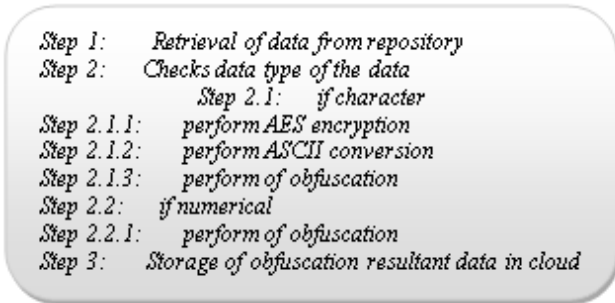 Step 1: Retrieval of data from repository
Step 2: Checks data type of the data
Step 2.1: if character
Step 2.1.1: perform AES encryption
Step 2.1.2: perform ASCII conversion
Step 2.1.3: perform of obfuscation
Step 2.2: if numerical
Step 2.2.1: perform of obfuscation
Step 3: Storage of obfuscation resultant data in cloud